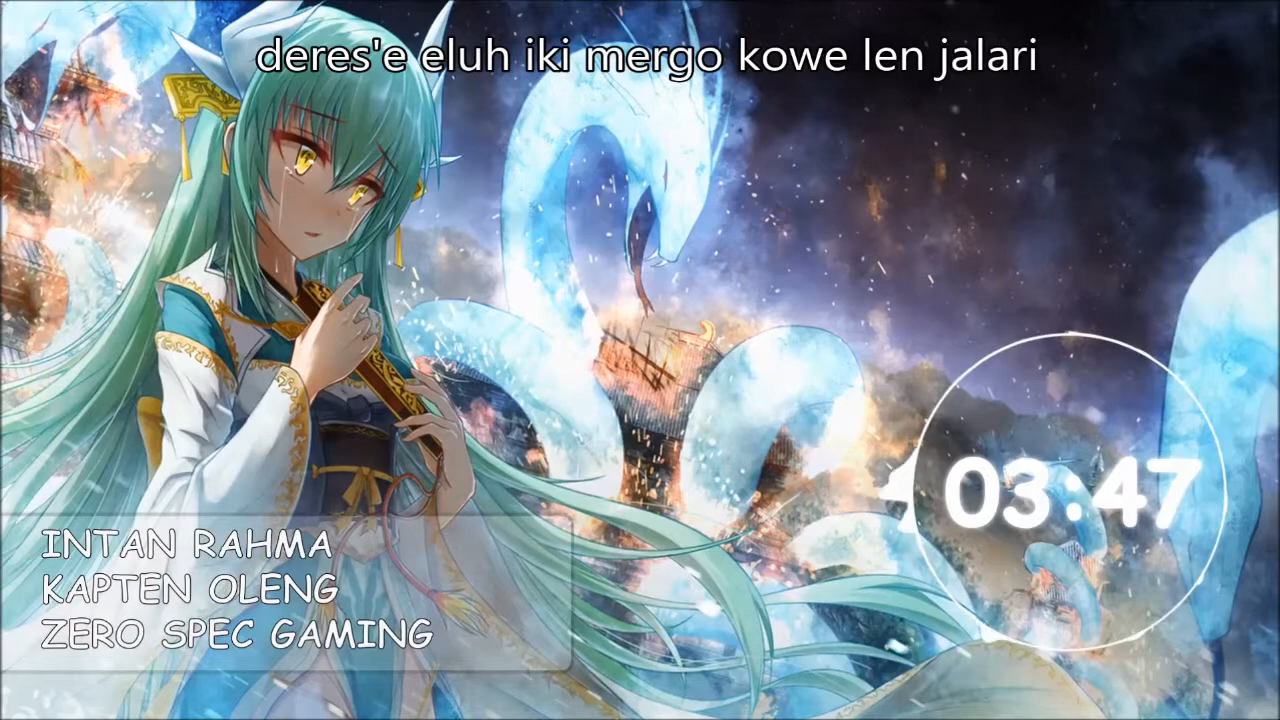 deres'e eluh iki mergo kowe len jalari
03:47
INTAN RAHMA
KAPTEN OLENG
ZERO SPEC GAMING